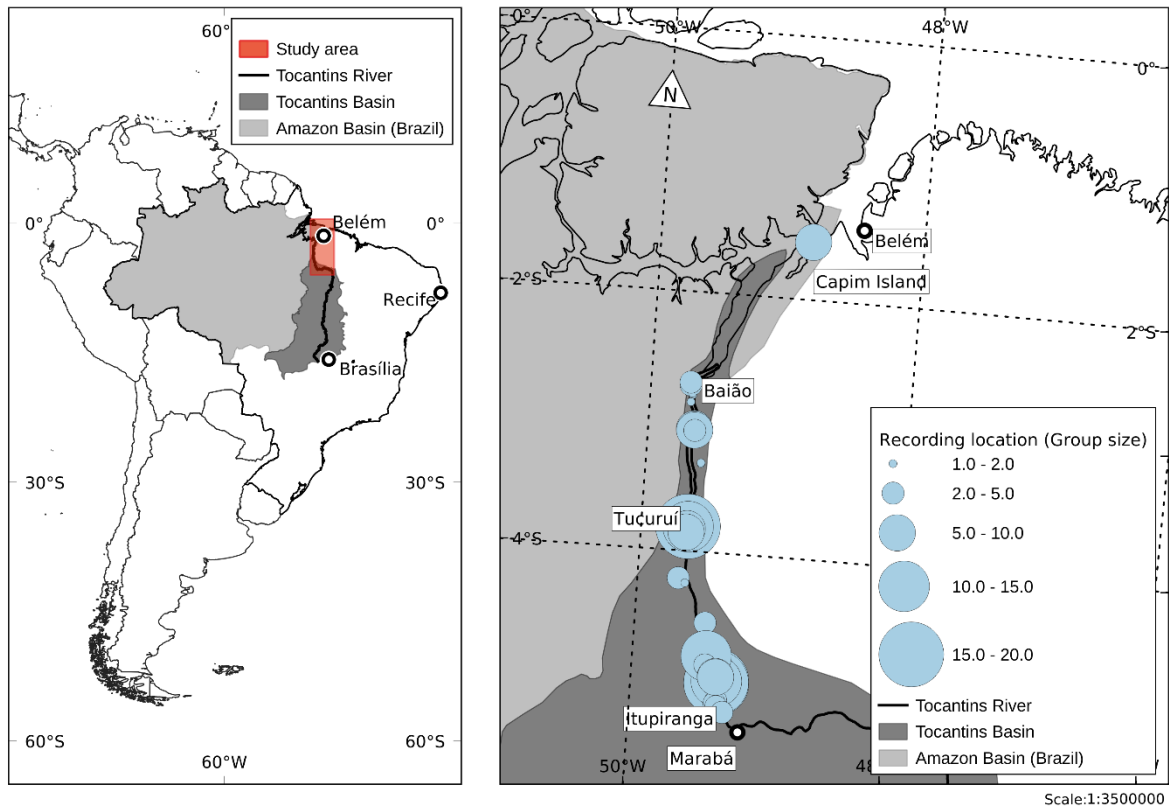 60°
Study area
Tocantins River
Tocantins Basin
Amazon Basin (Brazil)
0°
Belém
0°
Recife
Brasília
30°S
30°S
60°S
60°S
60°W
0°
50°W
48°W
0°
N
Belém
Capim Island
2°S
2°S
Baião
Recording location (Group size)
1.0 - 2.0
2.0 - 5.0
5.0 - 10.0
10.0 - 15.0
15.0 - 20.0
Tocantins River
Tocantins Basin
Amazon Basin (Brazil)
Tucuruí
4°S
Itupiranga
Marabá
50°W
48
Scale:1:3500000